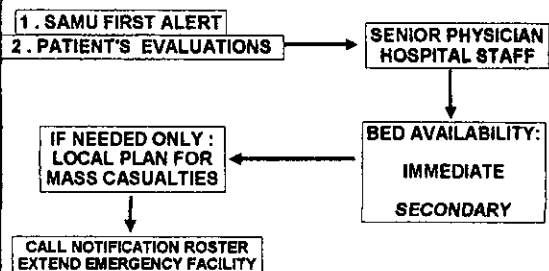 1. SAMU FIRST ALERT
2. PATIENT'S EVALUATIONS
SENIOR PHYSICIAN
HOSPITAL STAFF
BED AVAILABILITY:
IMMEDIATE
SECONDARY
IF NEEDED ONLY :
LOCAL PLAN FOR
MASS CASUALTIES
CALL NOTIFICATION ROSTER
EXTEND EMERGENCY FACILITY